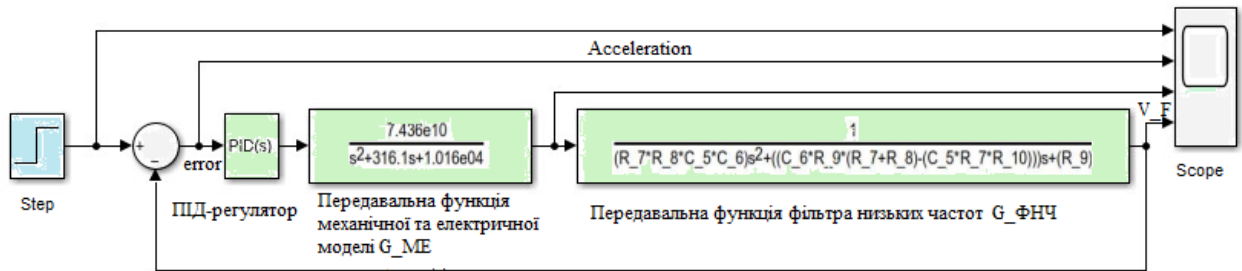 Acceleration
V_F
7.436e10
s2+316.1s+1.016e04
1
(R_7*R_8*C_5*C_6)s2+((C_6*R_9*(R_7+R_8)-(C_5*R_7*R_10)))s+(R_9)
PID(s)
+
−
error
Step
Scope
ПІД-регулятор
Передавальна функція
механічної та електричної
моделі G_ME
Передавальна функція фільтра низьких частот G_ФНЧ